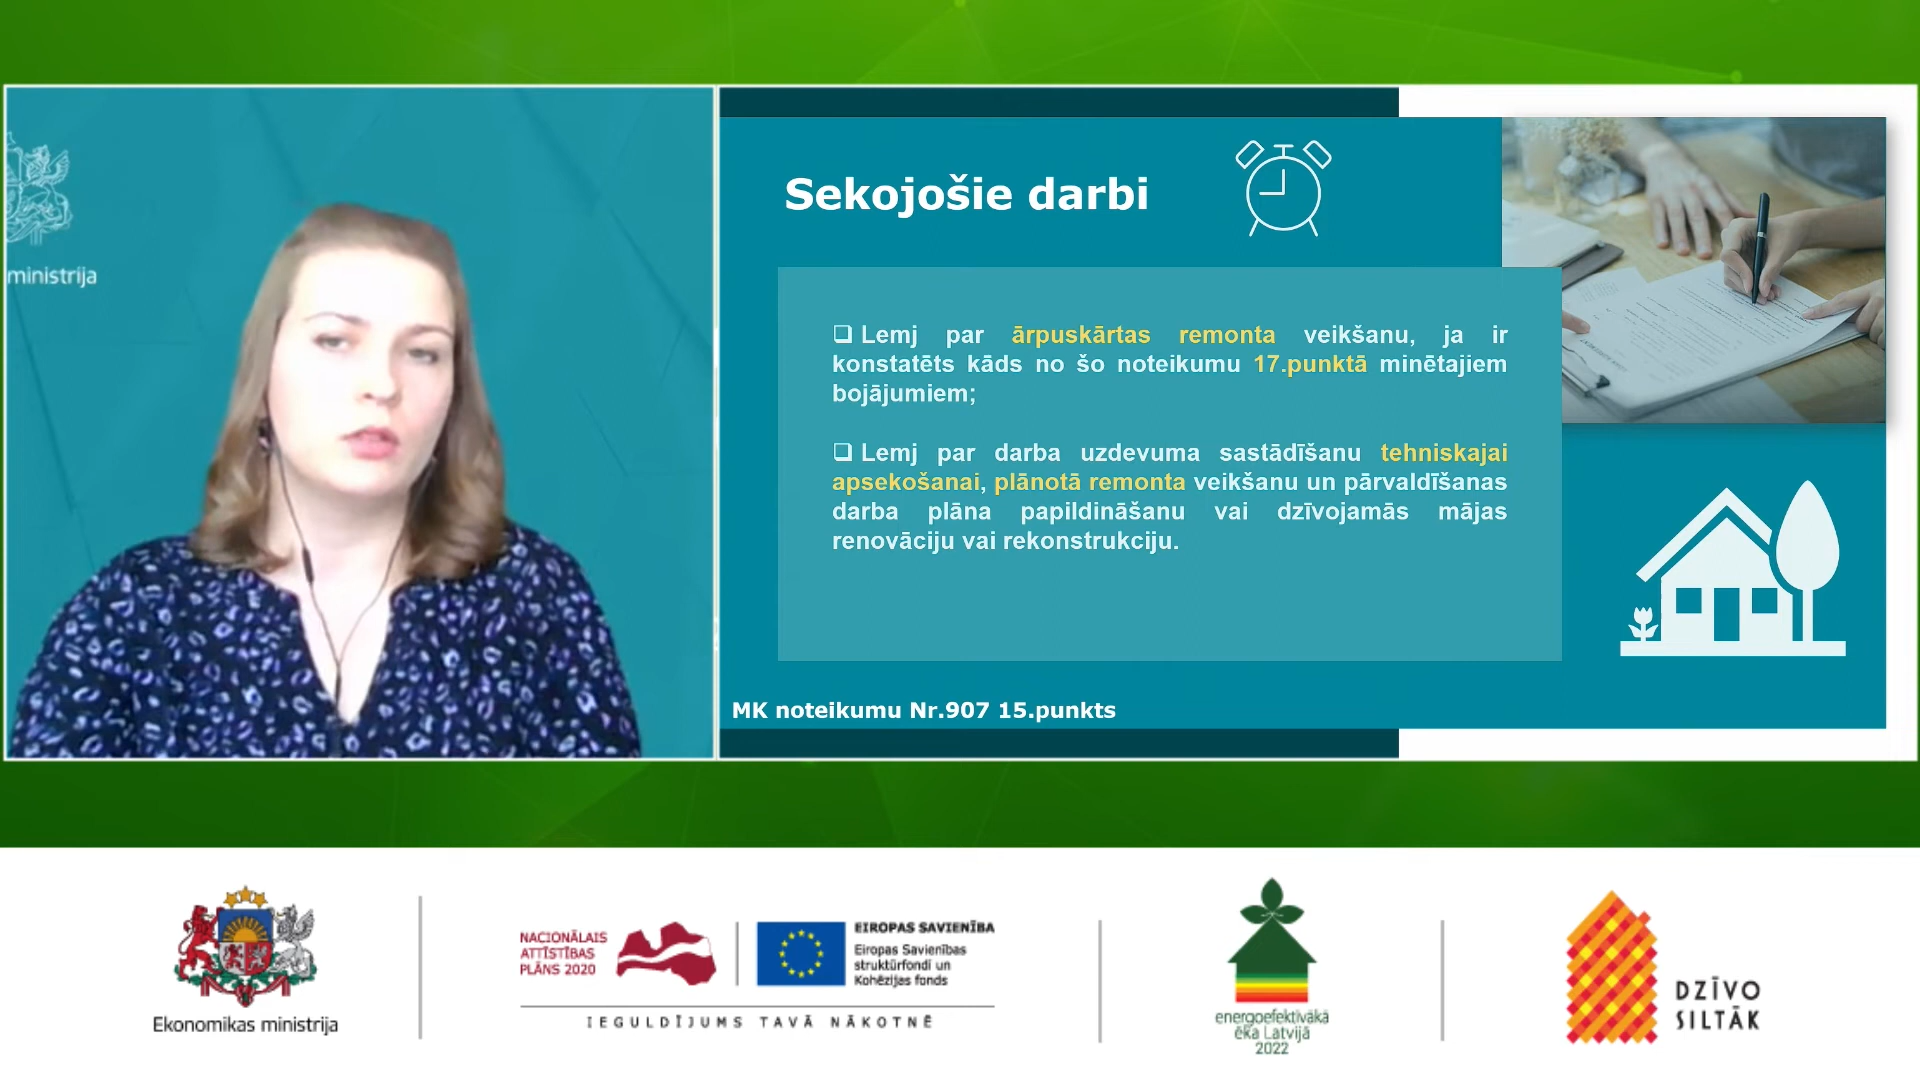 ministrija
Sekojošie darbi
❑ Lemj par ārpuskārtas remonta veikšanu, ja ir
konstatēts kāds no šo noteikumu 17.punktā minētajiem
bojājumiem;
❑ Lemj par darba uzdevuma sastādīšanu tehniskajai
apsekošanai, plānotā remonta veikšanu un pārvaldīšanas
darba plāna papildināšanu vai dzīvojamās mājas
renovāciju vai rekonstrukciju.
MK noteikumu Nr.907 15.punkts
Ekonomikas ministrija
NACIONĀLAIS
ATTĪSTĪBAS
PLĀNS 2020
EIROPAS SAVIENĪBA
Eiropas Savienības
struktūrfondi un
Kohēzijas fonds
IEGULDĪJUMS TAVĀ NĀKOTNĒ
energoefektīvākā
ēka Latvijā
2022
DZĪVO
SILTĀK